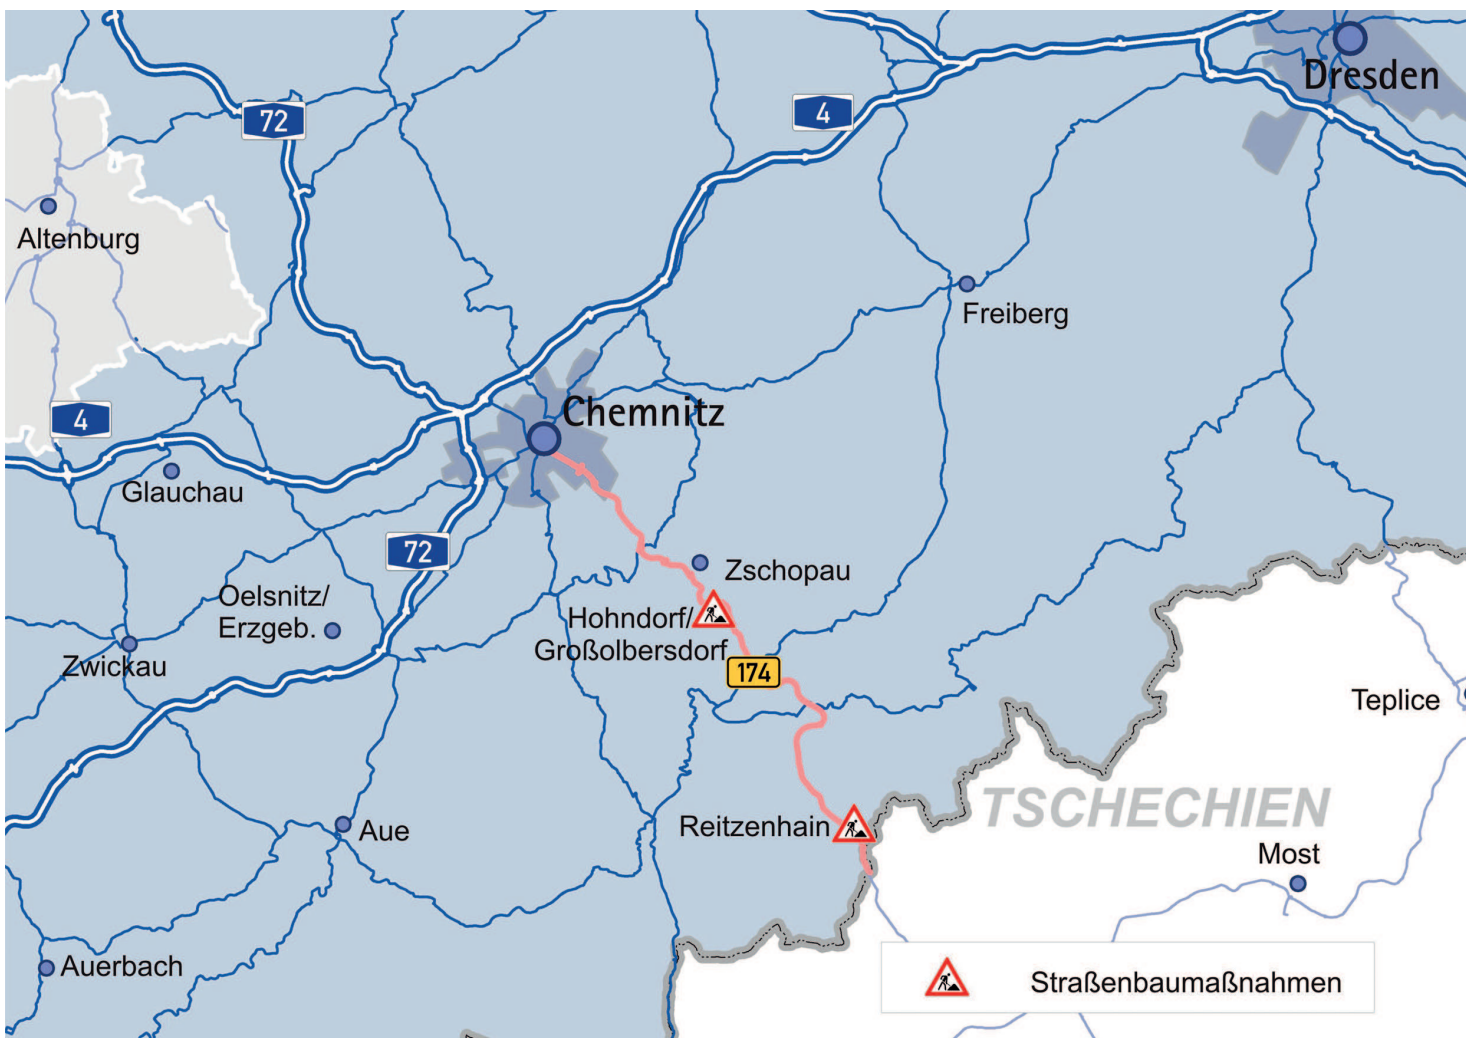 Dresden
72
4
Altenburg
Freiberg
Chemnitz
4
Glauchau
72
Zschopau
Oelsnitz/
Erzgeb.
Hohndorf/
Großolbersdorf
Zwickau
174
Teplice
TSCHECHIEN
Reitzenhain
Aue
Most
Auerbach
Straßenbaumaßnahmen